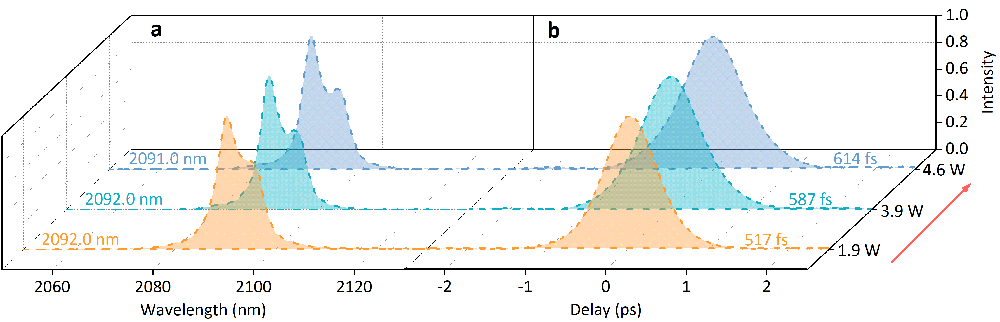 a
b
1.0
0.8
0.6
0.4
0.2
0.0
Intensity
2091.0 nm
614 fs
4.6 W
2092.0 nm
587 fs
3.9 W
2092.0 nm
517 fs
1.9 W
2060 2080 2100 2120 -2 -1 0 1 2
Wavelength (nm) Delay (ps)